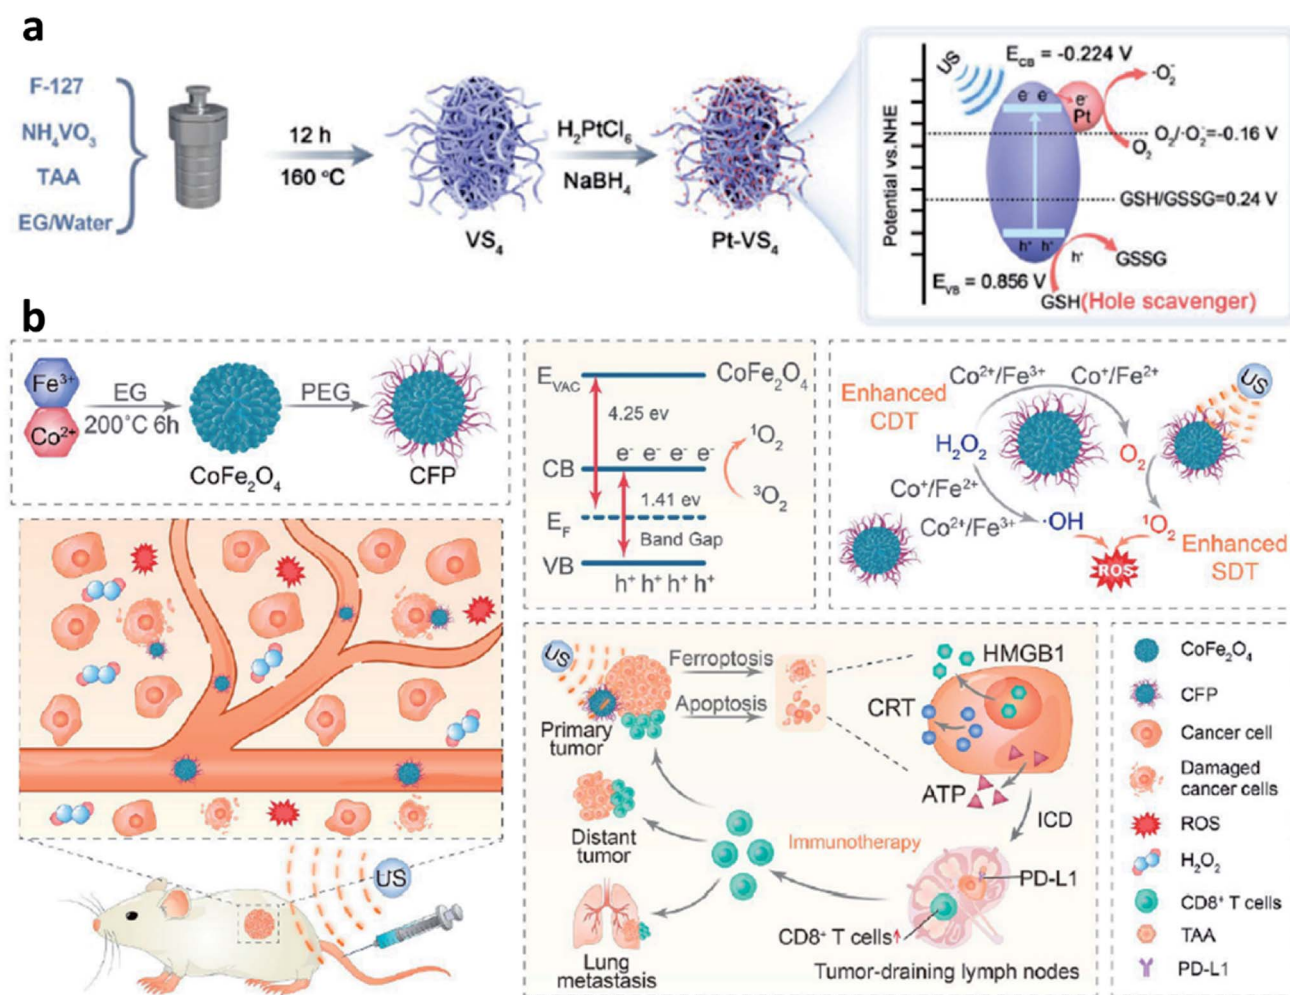 a
F-127
NH₄VO₃
TAA
EG/Water
12 h
160 °C
VS₄
H₂PtCl₆
NaBH₄
Pt-VS₄
Potential vs.NHE
US
E_CB = -0.224 V
e⁻ e⁻ e⁻
Pt
·O₂⁻
O₂
O₂/·O₂⁻=-0.16 V
GSH/GSSG=0.24 V
h⁺ h⁺ h⁺
GSSG
E_VB = 0.856 V
GSH(Hole scavenger)
b
Fe³⁺
Co²⁺
EG
200°C 6h
CoFe₂O₄
PEG
CFP
E_VAC
CoFe₂O₄
4.25 ev
CB
e⁻ e⁻ e⁻ e⁻
¹O₂
³O₂
1.41 ev
E_F
Band Gap
VB
h⁺ h⁺ h⁺ h⁺
Enhanced
CDT
Co²⁺/Fe³⁺
Co⁺/Fe²⁺
US
H₂O₂
O₂
Co⁺/Fe²⁺
Co²⁺/Fe³⁺
·OH
¹O₂
ROS
Enhanced
SDT
US
US
Primary
tumor
Ferroptosis
Apoptosis
HMGB1
CRT
ATP
ICD
Distant
tumor
Immunotherapy
PD-L1
Lung
metastasis
CD8⁺ T cells
Tumor-draining lymph nodes
CoFe₂O₄
CFP
Cancer cell
Damaged
cancer cells
ROS
H₂O₂
CD8⁺ T cells
TAA
PD-L1